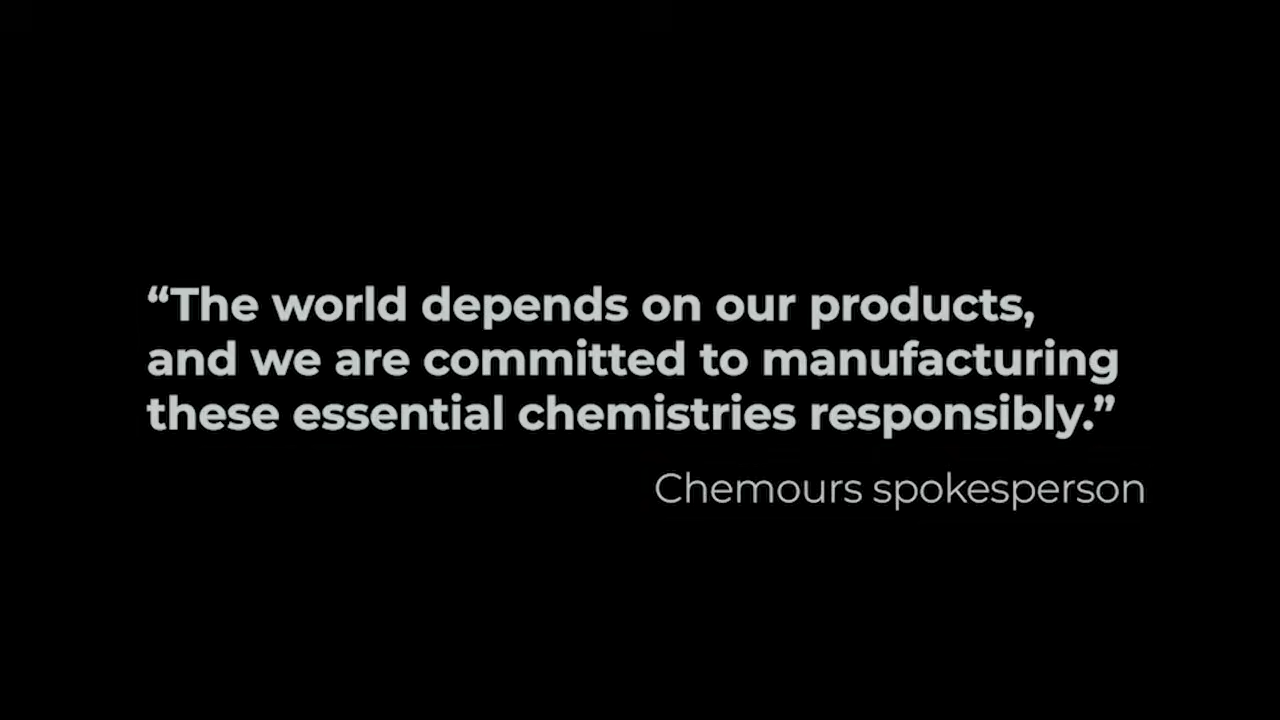 “The world depends on our products,
and we are committed to manufacturing
these essential chemistries responsibly.”
Chemours spokesperson